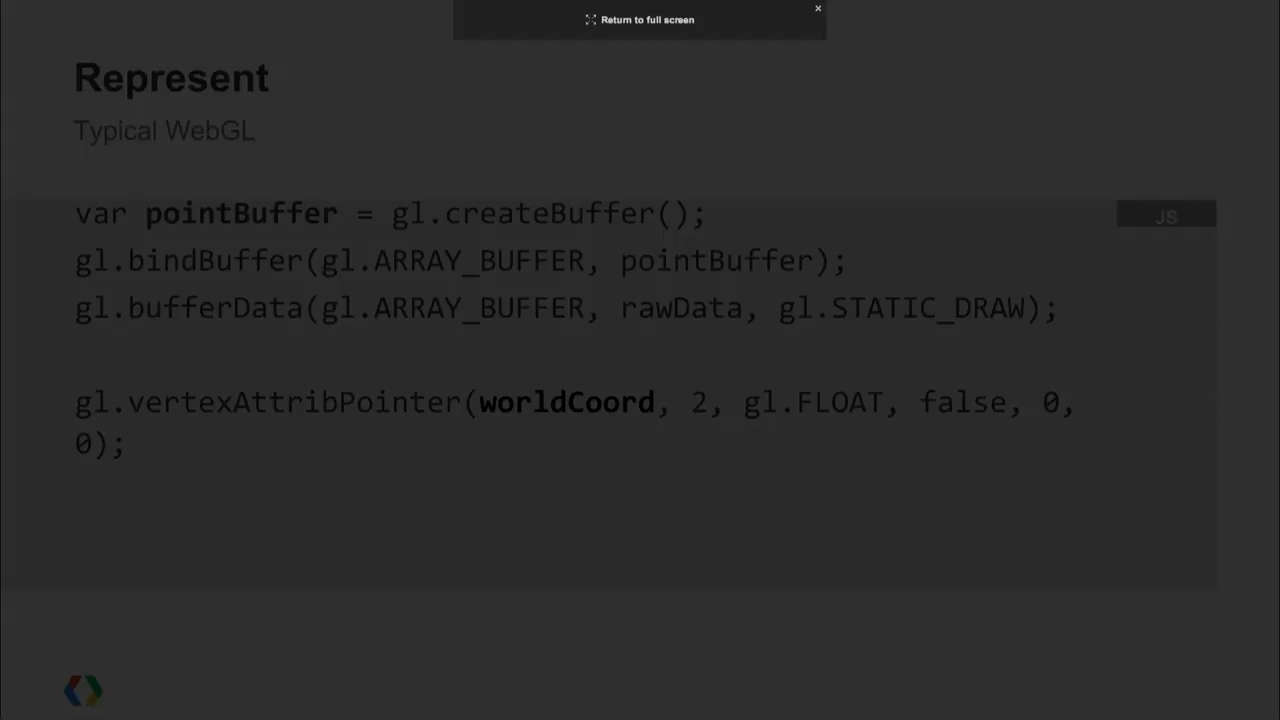 Return to full screen
×
Represent
Typical WebGL
JS
var pointBuffer = gl.createBuffer();
gl.bindBuffer(gl.ARRAY_BUFFER, pointBuffer);
gl.bufferData(gl.ARRAY_BUFFER, rawData, gl.STATIC_DRAW);
gl.vertexAttribPointer(worldCoord, 2, gl.FLOAT, false, 0,
0);